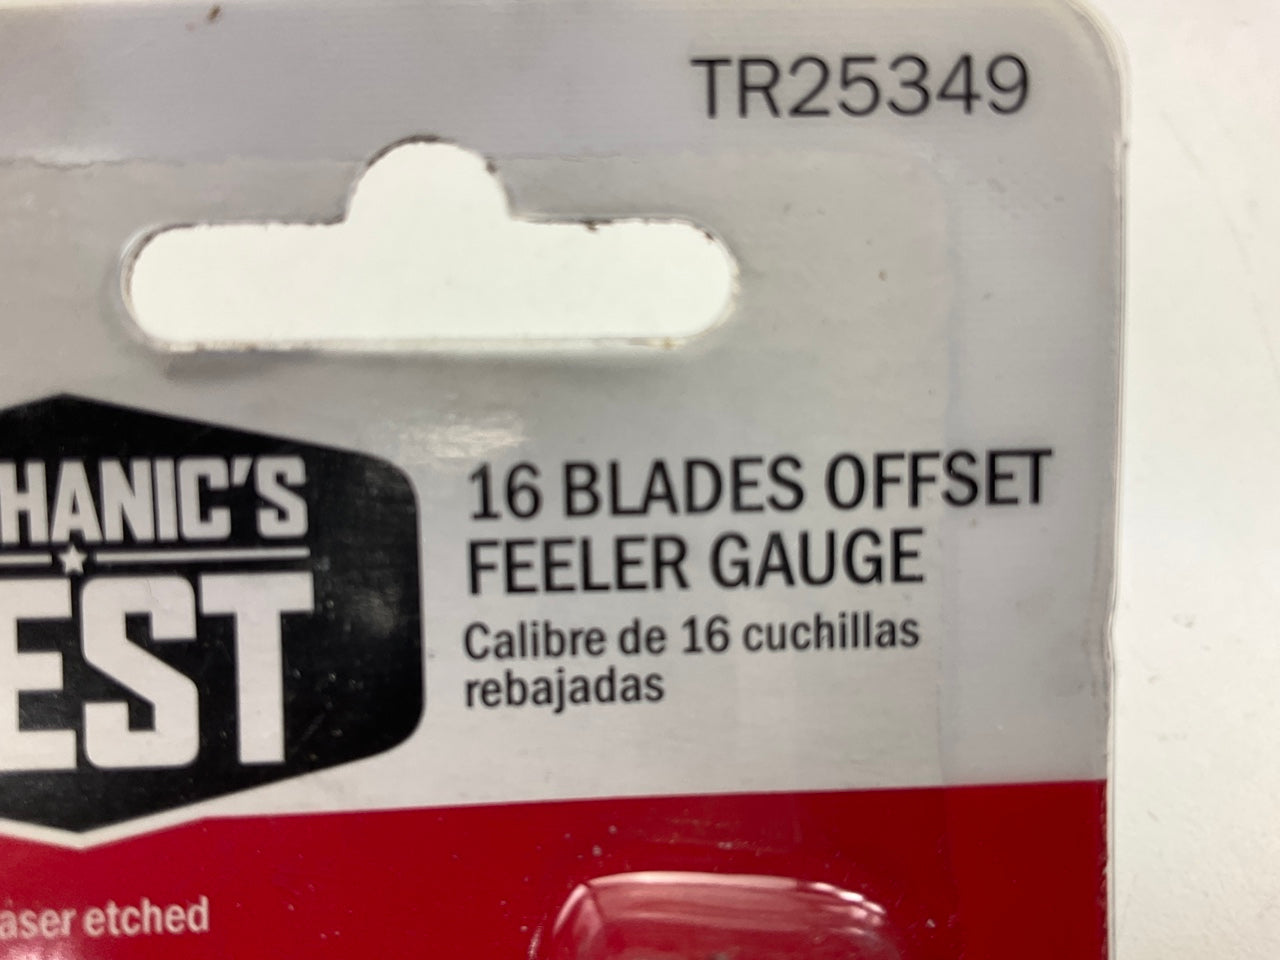 TR25349
HANIC'S
EST
16 BLADES OFFSET
FEELER GAUGE
Calibre de 16 cuchillas
rebajadas
aser etched